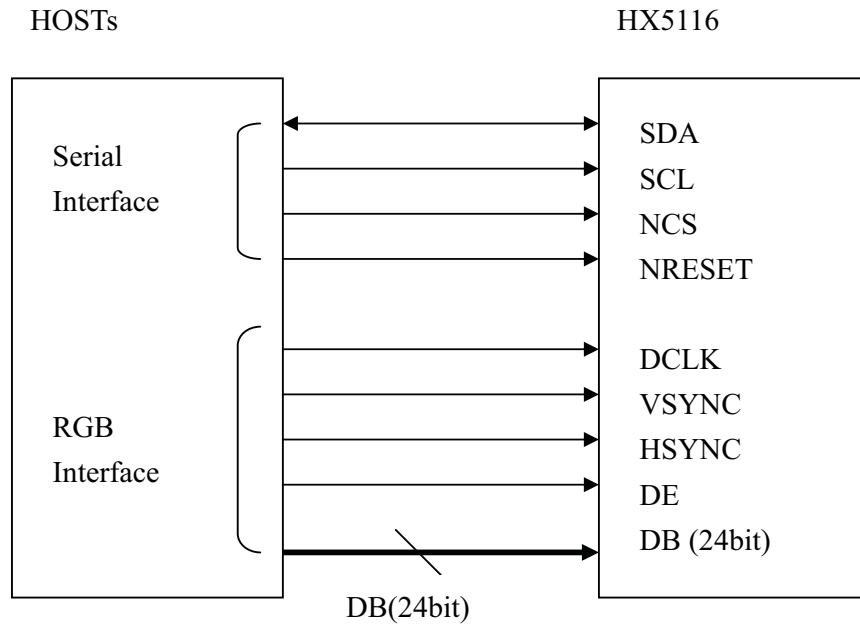 HOSTs
HX5116
Serial
Interface
SDA
SCL
NCS
NRESET
RGB
Interface
DCLK
VSYNC
HSYNC
DE
DB (24bit)
DB(24bit)